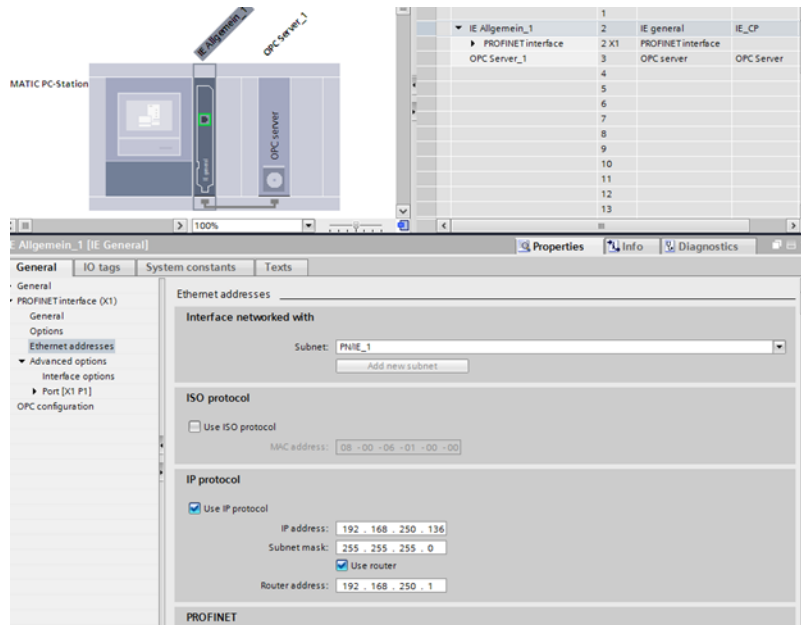 IE Allgemein_1
OPC Server_1
MATIC PC-Station
IE general
OPC server
100%
1
IE Allgemein_1 2 IE general IE_CP
PROFINET interface 2 X1 PROFINET interface
OPC Server_1 3 OPC server OPC Server
4
5
6
7
8
9
10
11
12
13
E Allgemein_1 [IE General]
Properties Info Diagnostics
General IO tags System constants Texts
General
PROFINET interface (X1)
General
Options
Ethernet addresses
Advanced options
Interface options
Port [X1 P1]
OPC configuration
Ethernet addresses
Interface networked with
Subnet: PN/IE_1
Add new subnet
ISO protocol
Use ISO protocol
MAC address: 08 -00 -06 -01 -00 -00
IP protocol
Use IP protocol
IP address: 192 . 168 . 250 . 136
Subnet mask: 255 . 255 . 255 . 0
Use router
Router address: 192 . 168 . 250 . 1
PROFINET